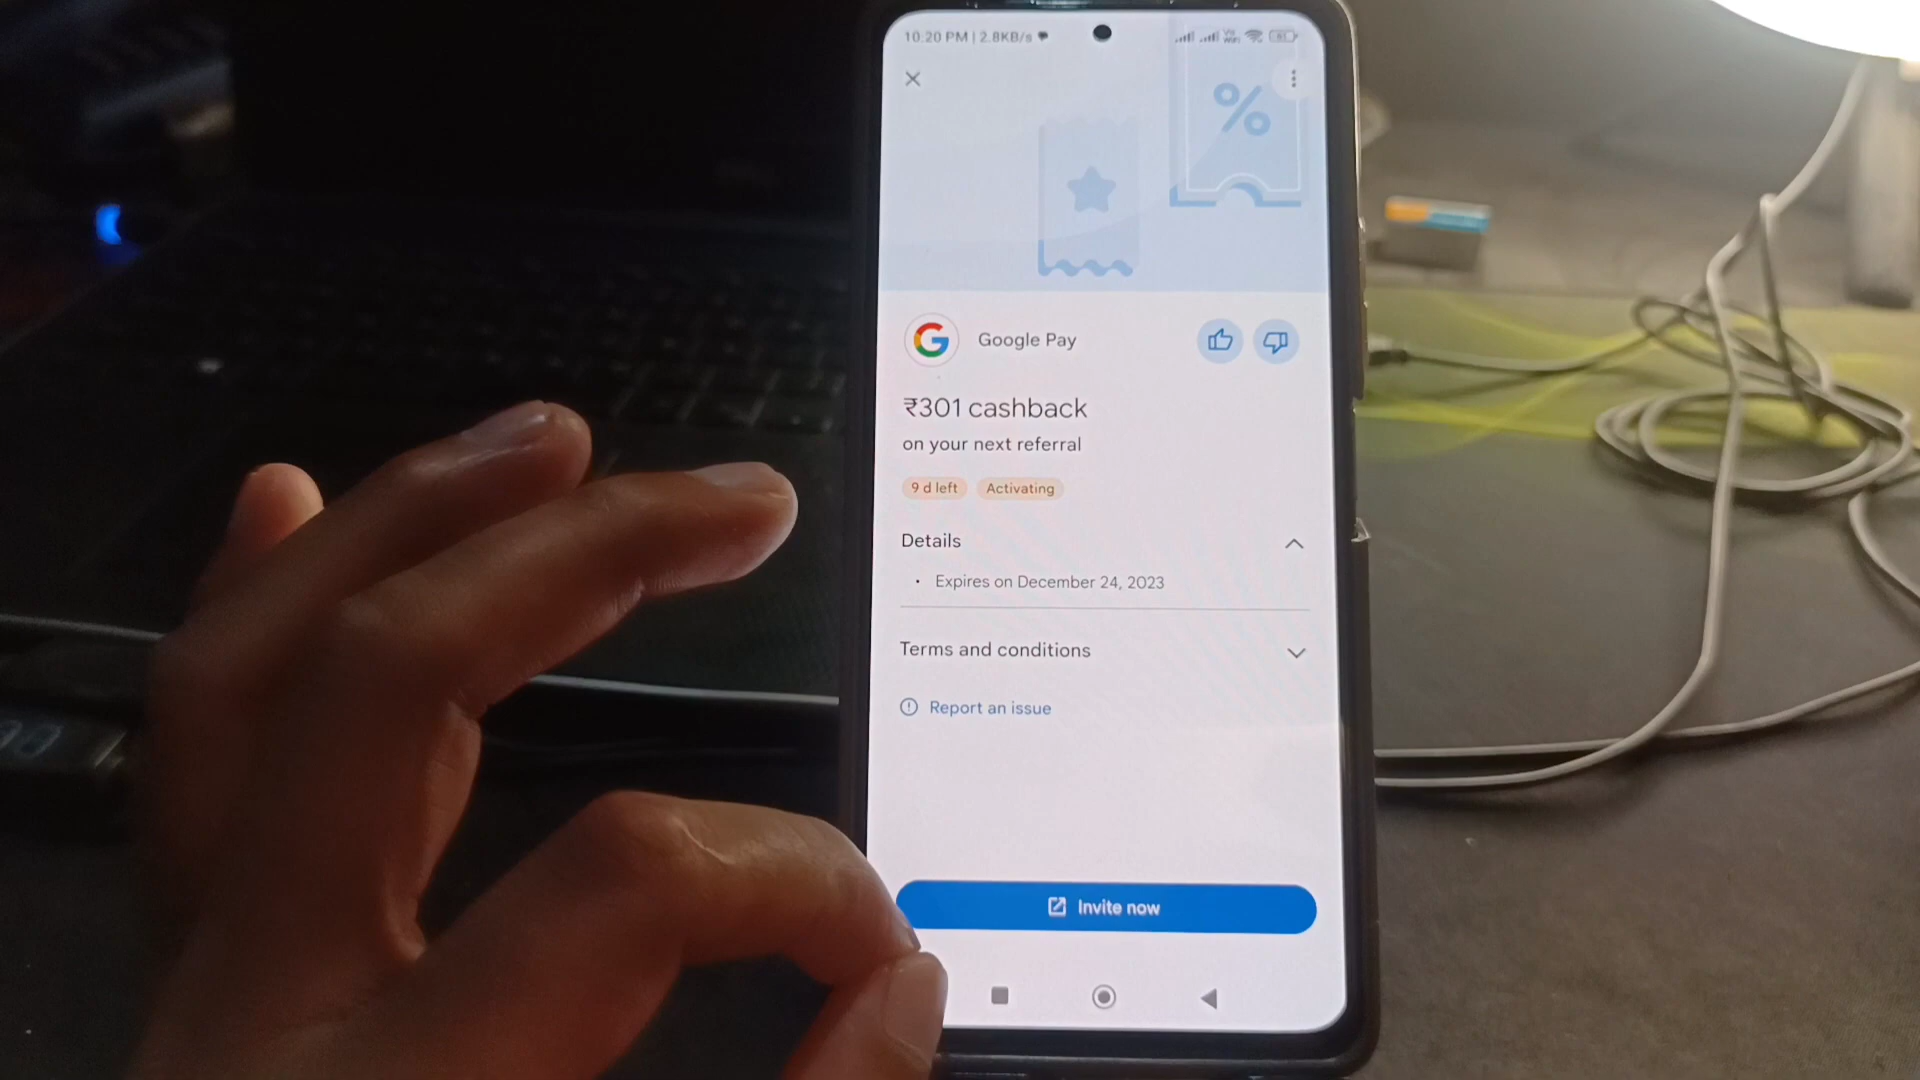 10:20 PM | 2.8KB/s
%
G Google Pay
₹301 cashback
on your next referral
9 d left Activating
Details
• Expires on December 24, 2023
Terms and conditions
Report an issue
Invite now